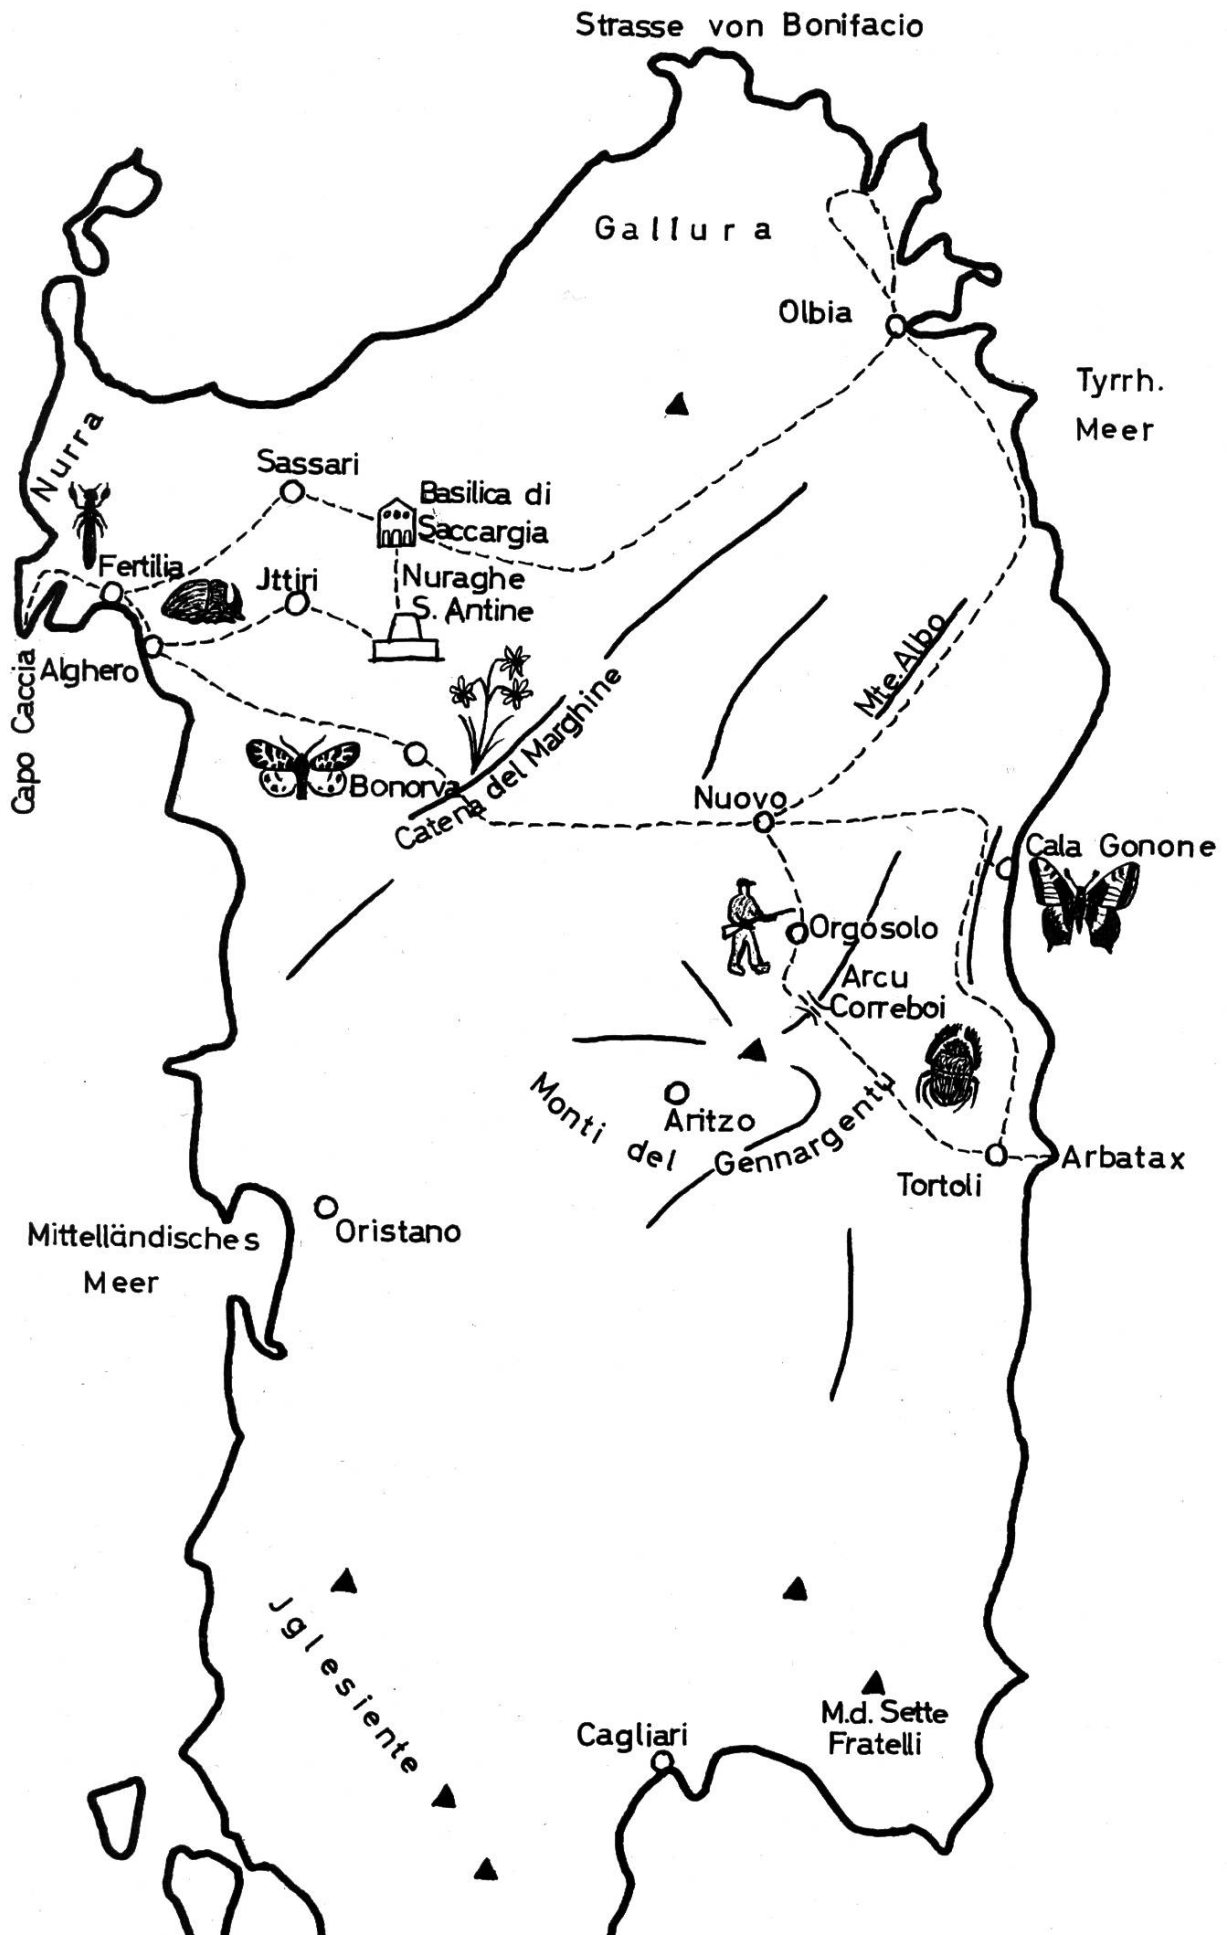 Strasse von Bonifacio
Gallura
Olbia
Tyrrh.
Meer
Nurra
Sassari
Basilica di
Saccargia
Fertilia
Jttiri
Nuraghe
S. Antine
Alghero
Capo Caccia
Mte. Albo
Bonorva
Catena del Marghine
Nuovo
Cala Gonone
Orgosolo
Arcu
Correboi
Monti del Gennargentu
Aritzo
Tortoli
Arbatax
Mittelländisches
Meer
Oristano
Jglesiente
M.d. Sette
Fratelli
Cagliari